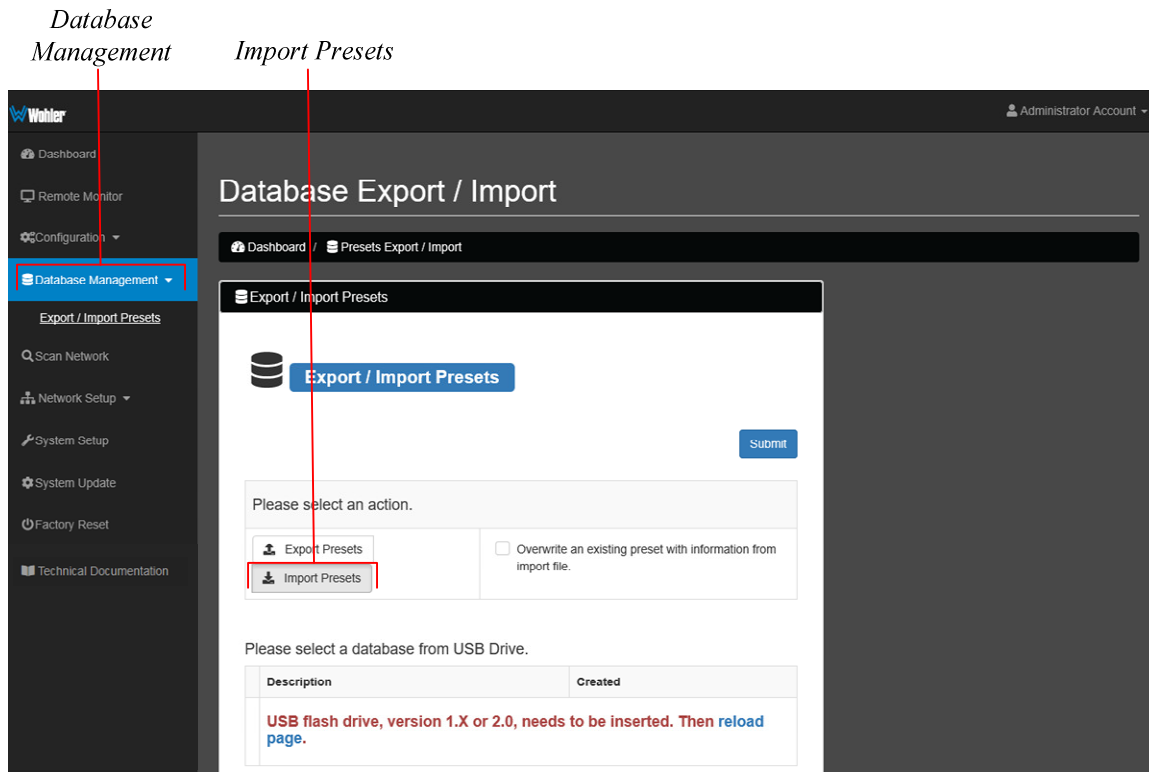 Database
Management
Import Presets
Wohler
Administrator Account
Dashboard
Remote Monitor
Configuration
Database Management
Export / Import Presets
Scan Network
Network Setup
System Setup
System Update
Factory Reset
Technical Documentation
Database Export / Import
Dashboard / Presets Export / Import
Export / Import Presets
Export / Import Presets
Submit
Please select an action.
Export Presets
Import Presets
Overwrite an existing preset with information from
import file.
Please select a database from USB Drive.
Description Created
USB flash drive, version 1.X or 2.0, needs to be inserted. Then reload
page.